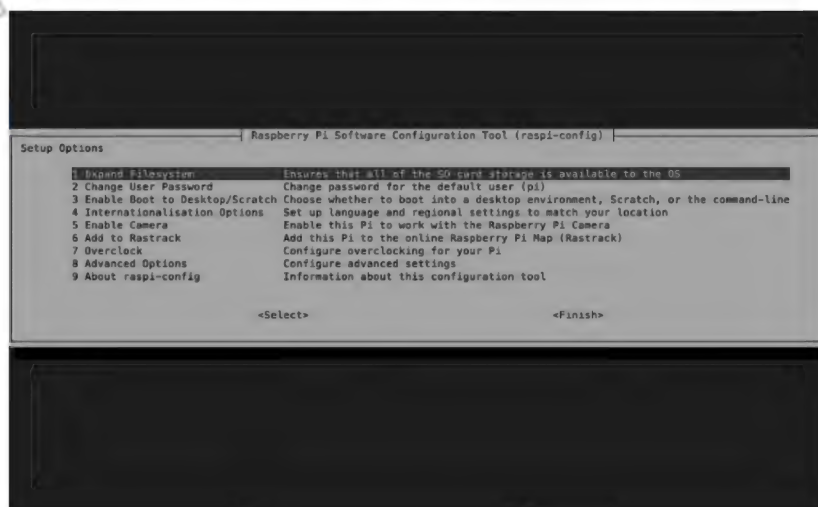 Raspberry Pi Software Configuration Tool (raspi-config)
Setup Options
1 Expand Filesystem Ensures that all of the SD card storage is available to the OS
2 Change User Password Change password for the default user (pi)
3 Enable Boot to Desktop/Scratch Choose whether to boot into a desktop environment, Scratch, or the command-line
4 Internationalisation Options Set up language and regional settings to match your location
5 Enable Camera Enable this Pi to work with the Raspberry Pi Camera
6 Add to Rastrack Add this Pi to the online Raspberry Pi Map (Rastrack)
7 Overclock Configure overclocking for your Pi
8 Advanced Options Configure advanced settings
9 About raspi-config Information about this configuration tool
<Select> <Finish>